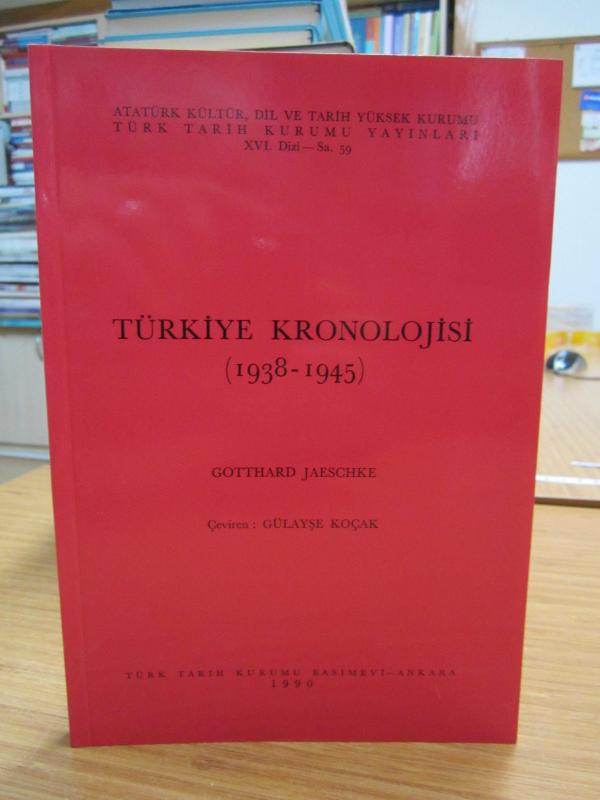 ATATÜRK KÜLTÜR, DİL VE TARİH YÜKSEK KURUMU
TÜRK TARİH KURUMU YAYINLARI
XVI. Dizi — Sa. 59
TÜRKİYE KRONOLOJİSİ
(1938-1945)
GOTTHARD JAESCHKE
Çeviren : GÜLAYŞE KOÇAK
TÜRK TARİH KURUMU BASIMEVİ—ANKARA
1990